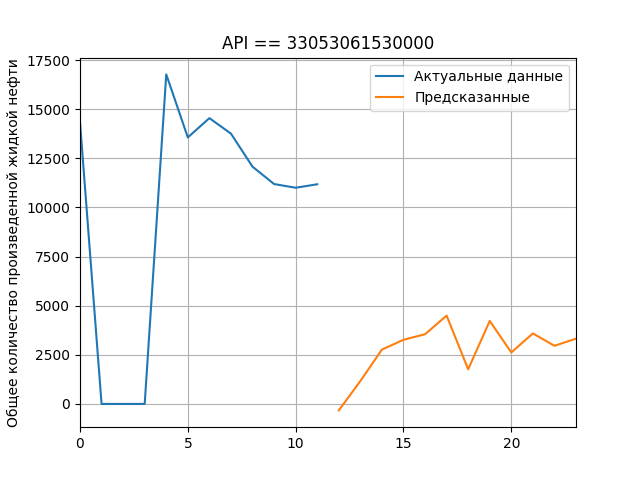 API == 33053061530000
Общее количество произведенной жидкой нефти
17500
15000
12500
10000
7500
5000
2500
0
Актуальные данные
Предсказанные
0 5 10 15 20